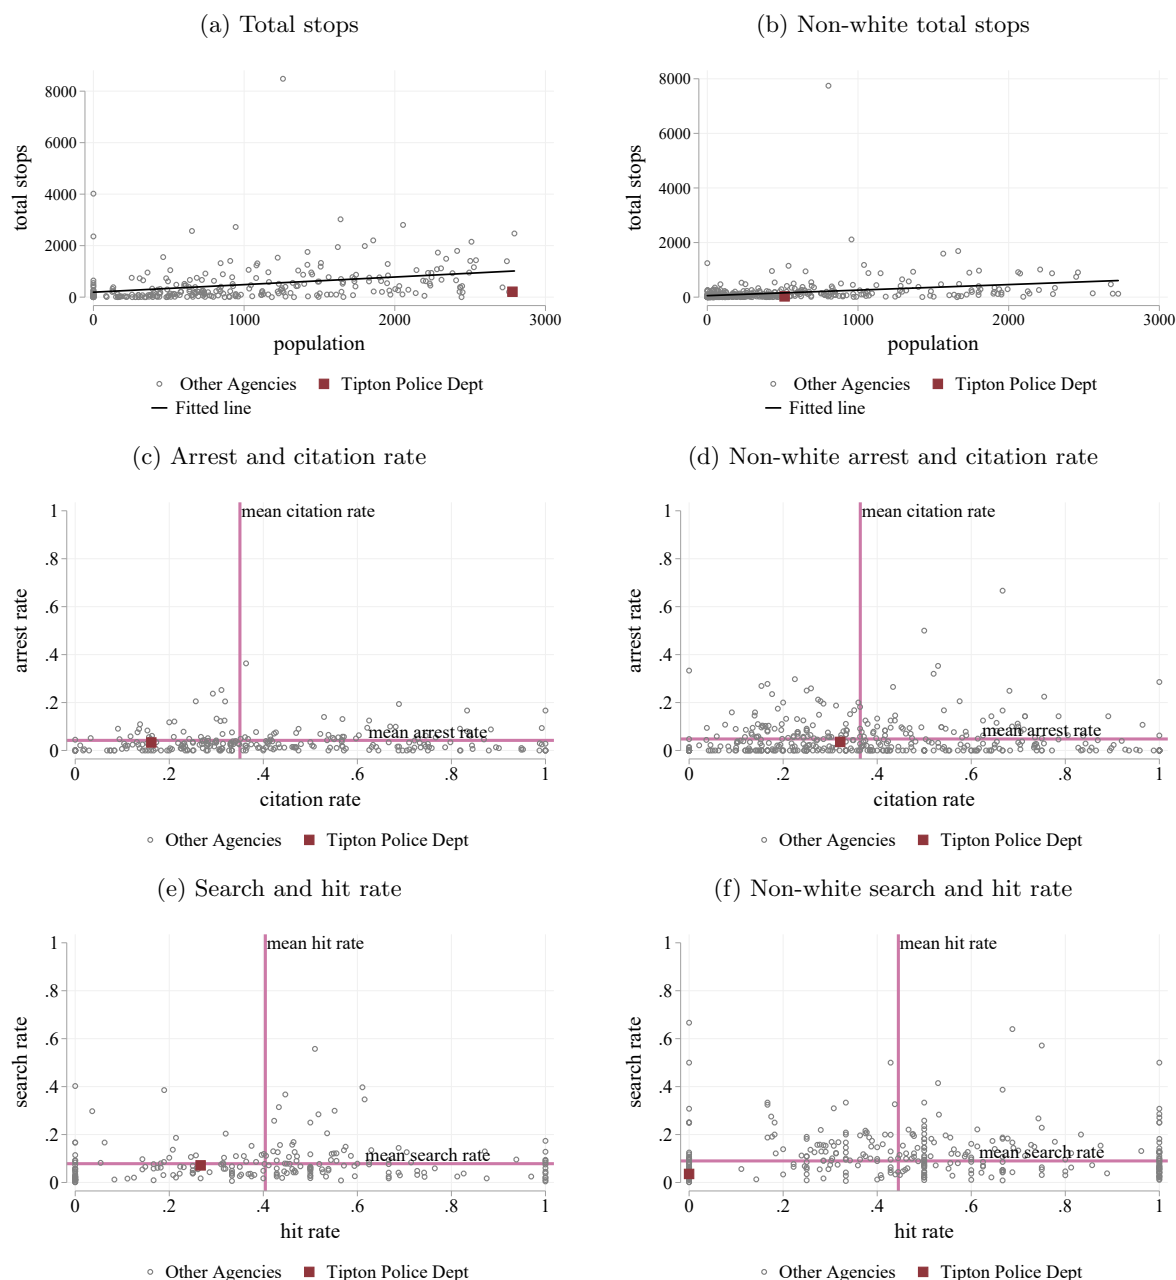 (a) Total stops
total stops
8000
6000
4000
2000
0
0 1000 2000 3000
population
Other Agencies Tipton Police Dept
Fitted line
(b) Non-white total stops
total stops
8000
6000
4000
2000
0
0 1000 2000 3000
population
Other Agencies Tipton Police Dept
Fitted line
(c) Arrest and citation rate
arrest rate
1
.8
.6
.4
.2
0
mean citation rate
mean arrest rate
0 .2 .4 .6 .8 1
citation rate
Other Agencies Tipton Police Dept
(d) Non-white arrest and citation rate
arrest rate
1
.8
.6
.4
.2
0
mean citation rate
mean arrest rate
0 .2 .4 .6 .8 1
citation rate
Other Agencies Tipton Police Dept
(e) Search and hit rate
search rate
1
.8
.6
.4
.2
0
mean hit rate
mean search rate
0 .2 .4 .6 .8 1
hit rate
Other Agencies Tipton Police Dept
(f) Non-white search and hit rate
search rate
1
.8
.6
.4
.2
0
mean hit rate
mean search rate
0 .2 .4 .6 .8 1
hit rate
Other Agencies Tipton Police Dept